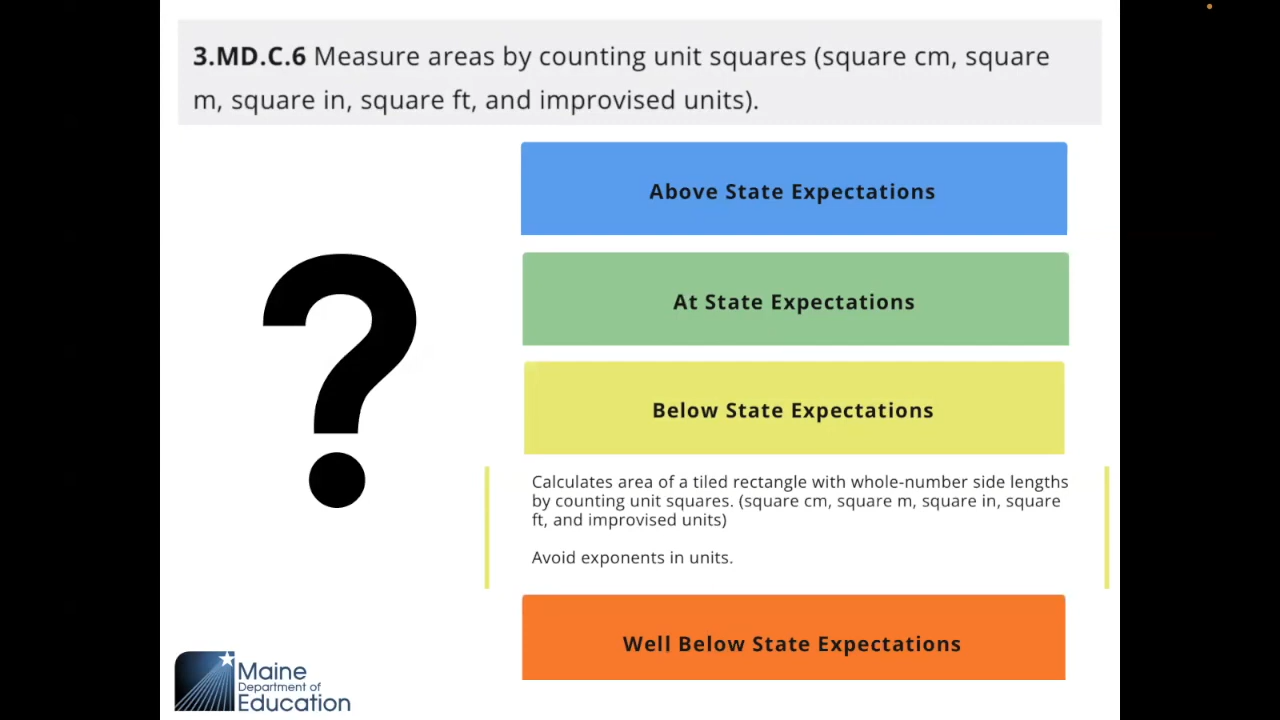 3.MD.C.6 Measure areas by counting unit squares (square cm, square
m, square in, square ft, and improvised units).
Above State Expectations
At State Expectations
?
Below State Expectations
Calculates area of a tiled rectangle with whole-number side lengths
by counting unit squares. (square cm, square m, square in, square
ft, and improvised units)
Avoid exponents in units.
Well Below State Expectations
Maine
Department of
Education